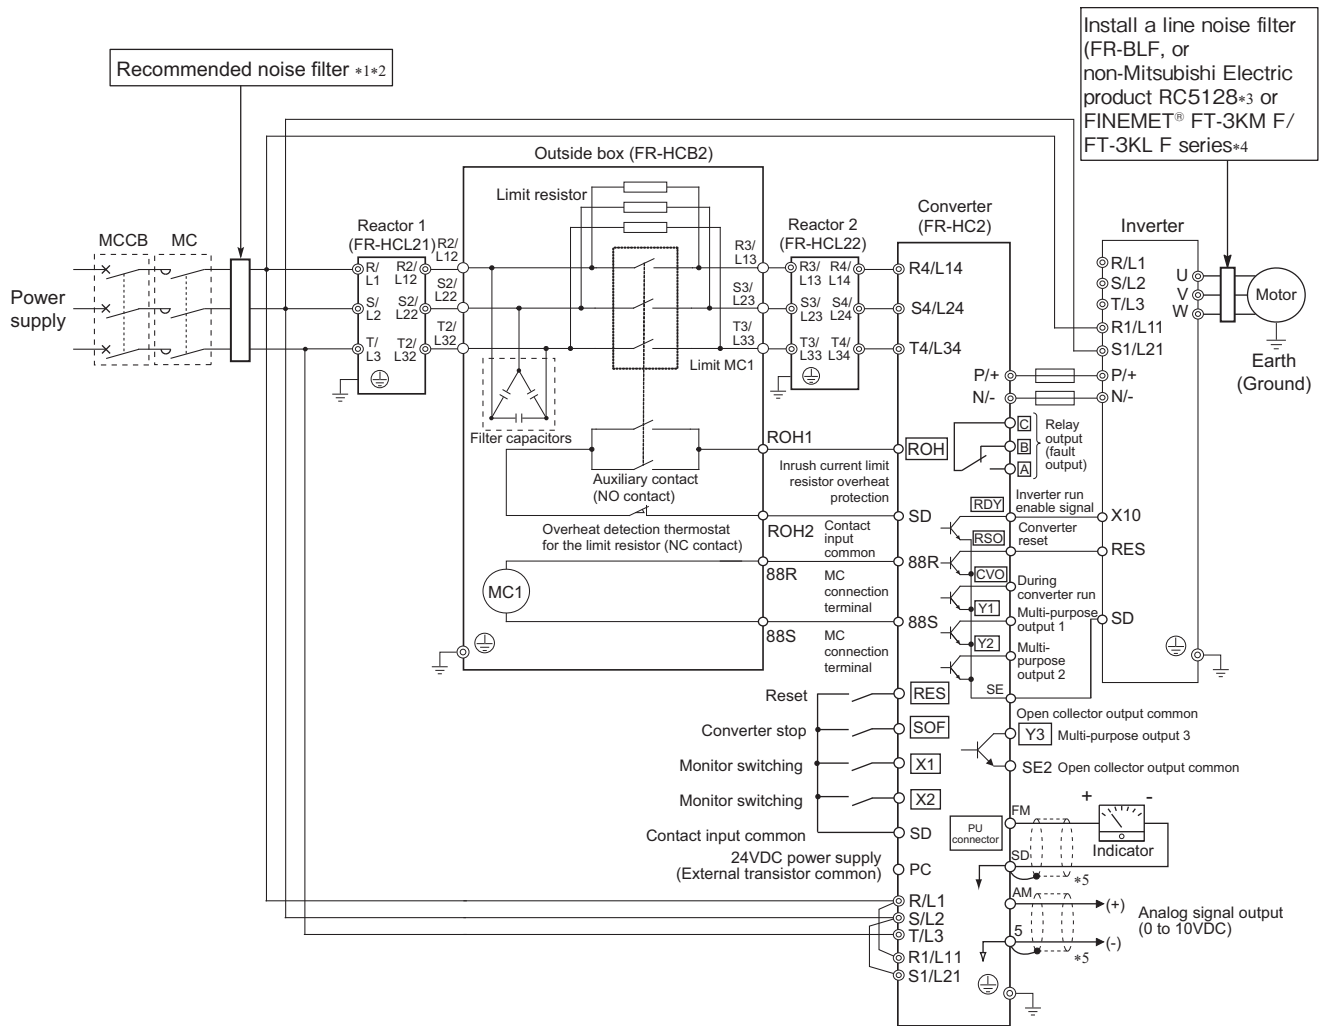 Recommended noise filter *1*2
Install a line noise filter
(FR-BLF, or
non-Mitsubishi Electric
product RC5128*3 or
FINEMET® FT-3KM F/
FT-3KL F series*4
Outside box (FR-HCB2)
Limit resistor
MCCB
MC
Power
supply
Reactor 1
(FR-HCL21)
R/
L1
R2/
L12
S/
L2
S2/
L22
T/
L3
T2/
L32
R2/
L12
S2/
L22
T2/
L32
Filter capacitors
Limit MC1
R3/
L13
S3/
L23
T3/
L33
Reactor 2
(FR-HCL22)
R3/
L13
R4/
L14
S3/
L23
S4/
L24
T3/
L33
T4/
L34
Auxiliary contact
(NO contact)
Overheat detection thermostat
for the limit resistor (NC contact)
MC1
ROH1
Inrush current limit
resistor overheat
protection
ROH2
Contact
input
common
88R
MC
connection
terminal
88S
MC
connection
terminal
Converter
(FR-HC2)
R4/L14
S4/L24
T4/L34
P/+
N/-
ROH
SD
88R
88S
C
B
A
Relay
output
(fault
output)
RDY
Inverter run
enable signal
RSO
Converter
reset
CVO
During
converter run
Y1
Multi-purpose
output 1
Y2
Multi-
purpose
output 2
SE
Open collector output common
Y3
Multi-purpose output 3
SE2
Open collector output common
Inverter
R/L1
S/L2
T/L3
R1/L11
S1/L21
P/+
N/-
X10
RES
SD
U
V
W
Motor
Earth
(Ground)
Reset
RES
Converter stop
SOF
Monitor switching
X1
Monitor switching
X2
Contact input common
SD
24VDC power supply
(External transistor common)
PC
R/L1
S/L2
T/L3
R1/L11
S1/L21
PU
connector
FM
+
-
Indicator
SD
*5
AM
(+)
Analog signal output
(0 to 10VDC)
5
(-)
*5